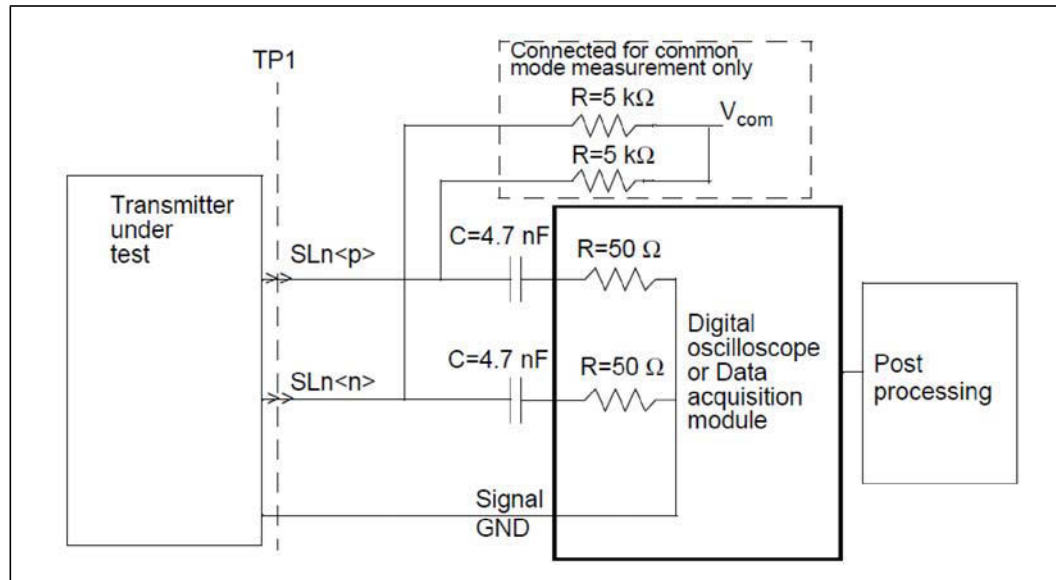 Connected for common
mode measurement only
TP1
R=5 kΩ
Vcom
R=5 kΩ
Transmitter
under
test
C=4.7 nF
R=50 Ω
SLn<p>
Digital
oscilloscope
or Data
acquisition
module
C=4.7 nF
R=50 Ω
SLn<n>
Post
processing
Signal
GND